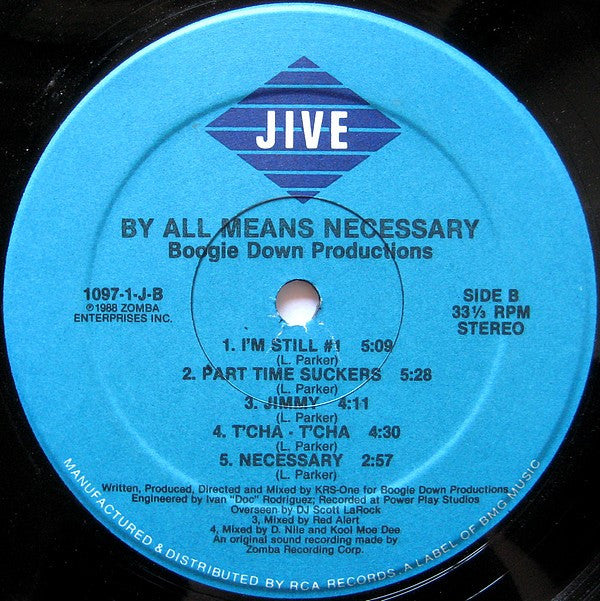 JIVE
BY ALL MEANS NECESSARY
Boogie Down Productions
1097-1-J-B
℗1988 ZOMBA
ENTERPRISES INC.
SIDE B
33⅓ RPM
STEREO
1. I'M STILL #1 5:09
(L. Parker)
2. PART TIME SUCKERS 5:28
(L. Parker)
3. JIMMY 4:11
(L. Parker)
4. T'CHA - T'CHA 4:30
(L. Parker)
5. NECESSARY 2:57
(L. Parker)
Written, Produced, Directed and Mixed by KRS-One for Boogie Down Productions
Engineered by Ivan "Doc" Rodriguez; Recorded at Power Play Studios
Overseen by DJ Scott LaRock
3, Mixed by Red Alert
4, Mixed by D. Nile and Kool Moe Dee
An original sound recording made by
Zomba Recording Corp.
MANUFACTURED & DISTRIBUTED BY RCA RECORDS. A LABEL OF BMG MUSIC